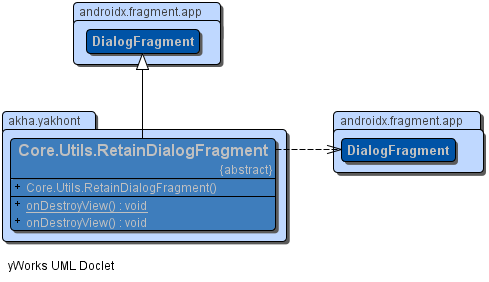 androidx.fragment.app
DialogFragment
akha.yakhont
Core.Utils.RetainDialogFragment
{abstract}
+ Core.Utils.RetainDialogFragment()
+ onDestroyView() : void
+ onDestroyView() : void
androidx.fragment.app
DialogFragment
yWorks UML Doclet